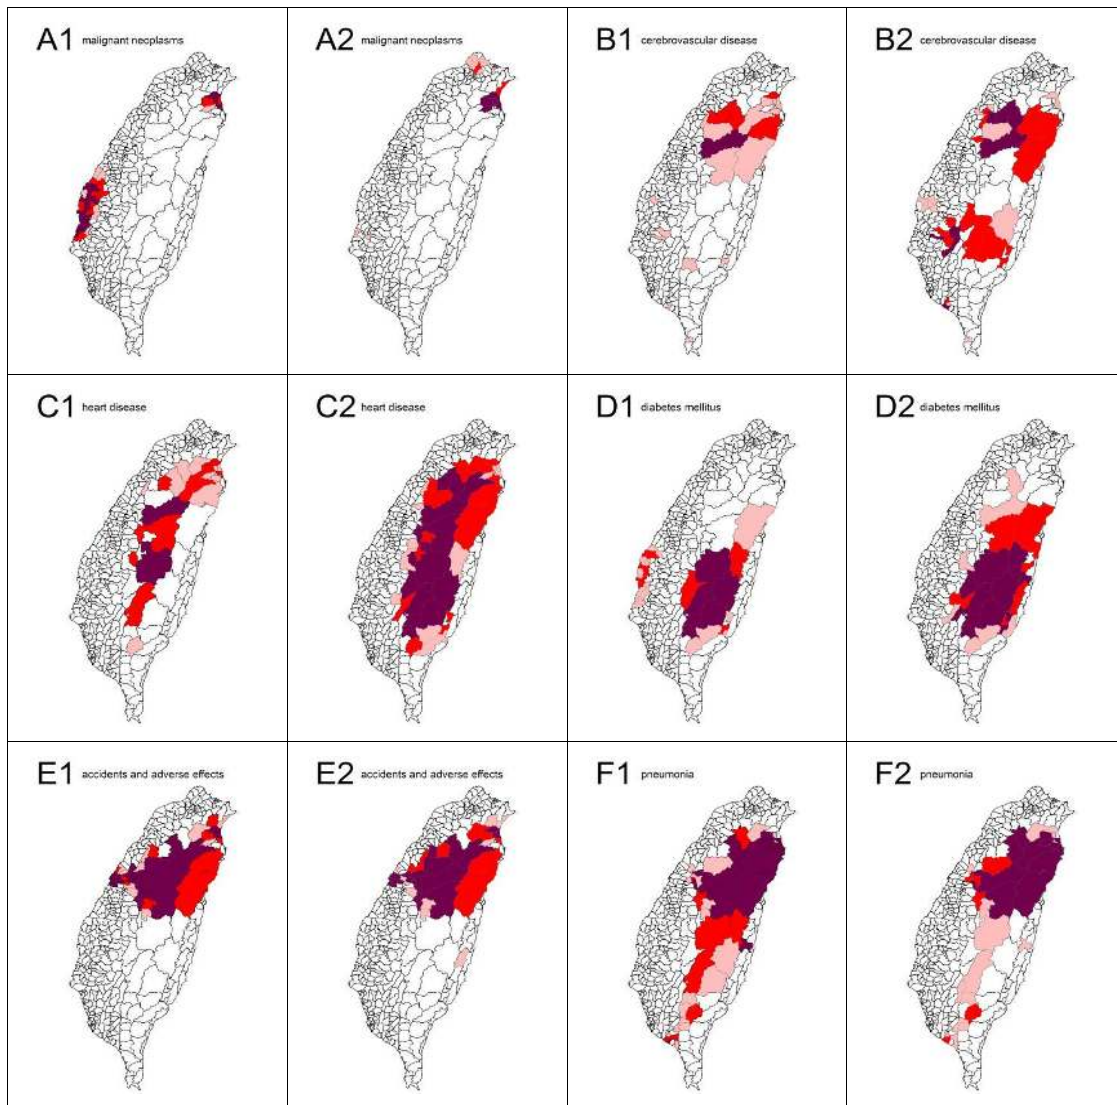 A1 malignant neoplasms
A2 malignant neoplasms
B1 cerebrovascular disease
B2 cerebrovascular disease
C1 heart disease
C2 heart disease
D1 diabetes mellitus
D2 diabetes mellitus
E1 accidents and adverse effects
E2 accidents and adverse effects
F1 pneumonia
F2 pneumonia